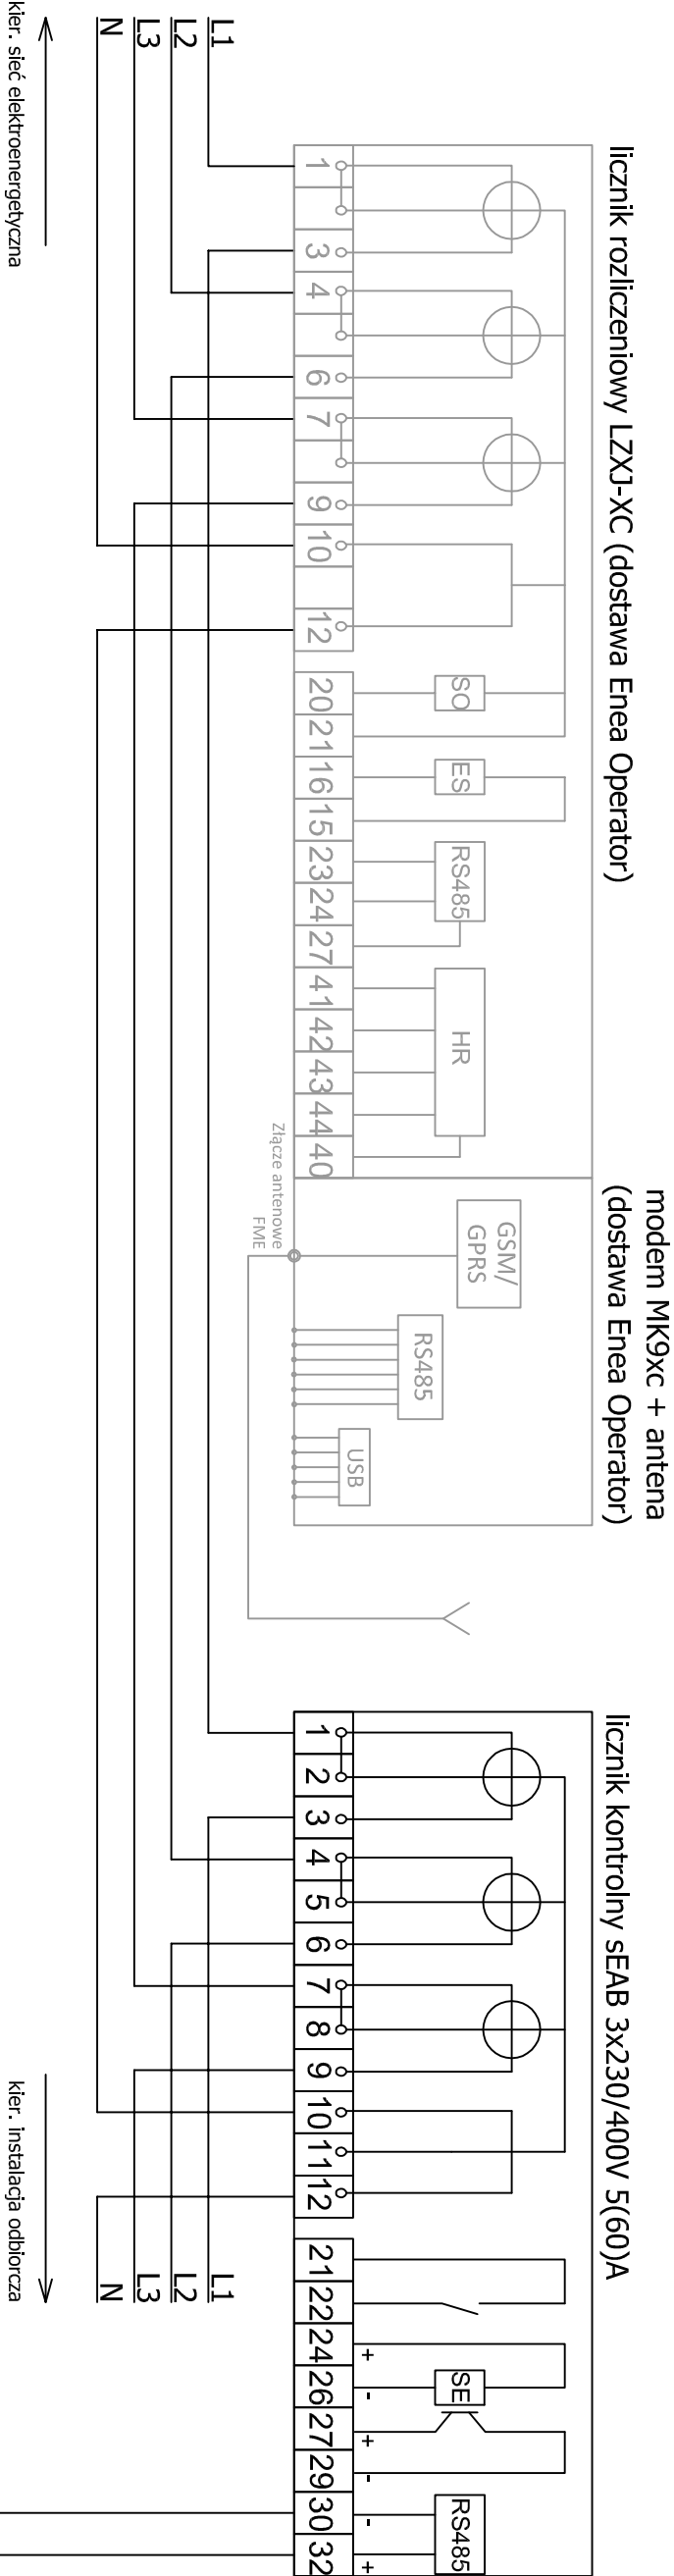 licznik rozliczeniowy LZXJ-XC (dostawa Enea Operator)
modem MK9xc + antena
(dostawa Enea Operator)
licznik kontrolny sEAB 3x230/400V 5(60)A
SO
ES
RS485
HR
GSM/
GPRS
RS485
USB
SE
RS485
+
-
+
-
-
+
1
3
4
6
7
9
10
12
20
21
16
15
23
24
27
41
42
43
44
40
1
2
3
4
5
6
7
8
9
10
11
12
21
22
24
26
27
29
30
32
Złącze antenowe
FME
L1
L2
L3
N
L1
L2
L3
N
kier. sieć elektroenergetyczna
kier. instalacja odbiorcza